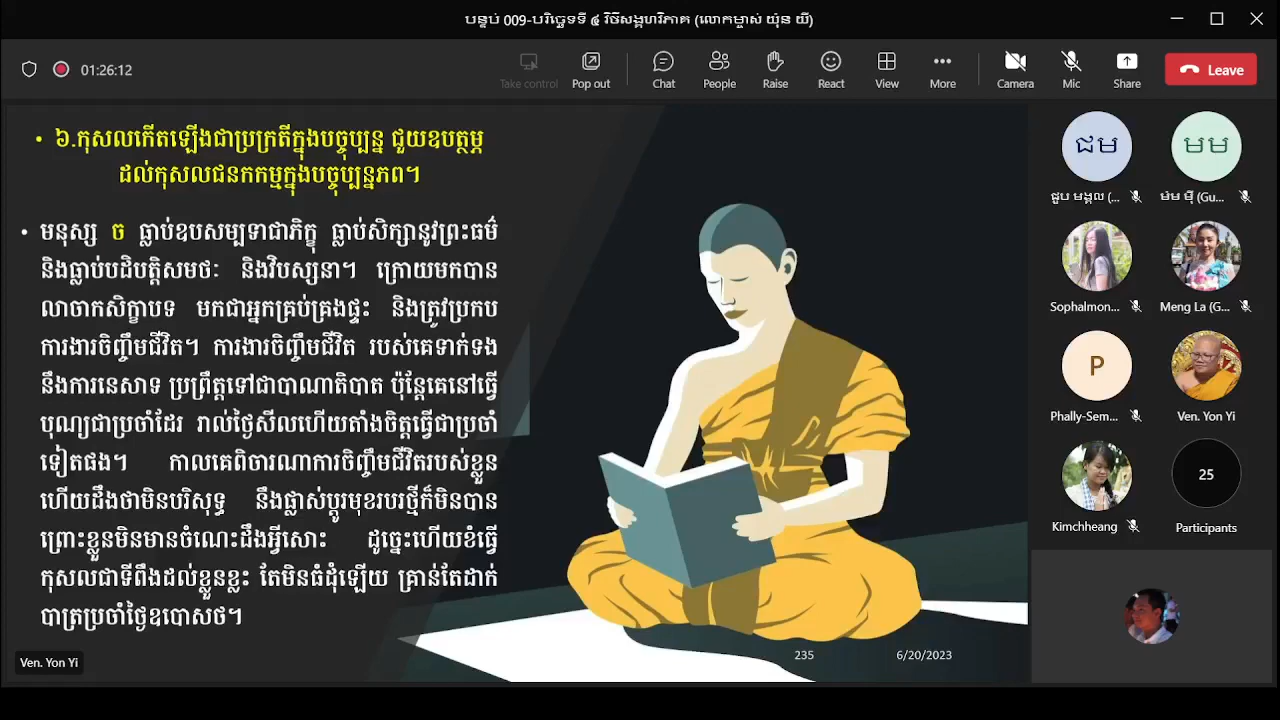 បន្ទប់ 009-បរិច្ឆេទទី ៤ វិថីសង្គហវិភាគ (លោកម្ចាស់ យ៉ុន យី)
01:26:12
Take control
Pop out
Chat
People
Raise
React
View
More
Camera
Mic
Share
Leave
• ៦.កុសលកើតឡើងជាប្រក្រតីក្នុងបច្ចុប្បន្ន ជួយឧបត្ថម្ភ
ដល់កុសលជនកកម្មក្នុងបច្ចុប្បន្នភព។
• មនុស្ស ច ធ្លាប់ឧបសម្បទាជាភិក្ខុ ធ្លាប់សិក្សានូវព្រះធម៌
និងធ្លាប់បដិបត្តិសមថៈ និងវិបស្សនា។ ក្រោយមកបាន
លាចាកសិក្ខាបទ មកជាអ្នកគ្រប់គ្រងផ្ទះ និងត្រូវប្រកប
ការងារចិញ្ចឹមជីវិត។ ការងារចិញ្ចឹមជីវិត របស់គេទាក់ទង
នឹងការនេសាទ ប្រព្រឹត្តទៅជាបាណាតិបាត ប៉ុន្តែគេនៅធ្វើ
បុណ្យជាប្រចាំដែរ រាល់ថ្ងៃសីលហើយតាំងចិត្តធ្វើជាប្រចាំ
ទៀតផង។ កាលគេពិចារណាការចិញ្ចឹមជីវិតរបស់ខ្លួន
ហើយដឹងថាមិនបរិសុទ្ធ នឹងផ្លាស់ប្តូរមុខរបរថ្មីក៏មិនបាន
ព្រោះខ្លួនមិនមានចំណេះដឹងអ្វីសោះ ដូច្នេះហើយខំធ្វើ
កុសលជាទីពឹងដល់ខ្លួនខ្លះ តែមិនធំដុំឡើយ គ្រាន់តែដាក់
បាត្រប្រចាំថ្ងៃឧបោសថ។
235
6/20/2023
Ven. Yon Yi
ជម
មម
ជួប មង្គល (...
ម៉ម ម៉ី (Gu...
Sophalmon...
Meng La (G...
P
Phally-Sem...
Ven. Yon Yi
25
Kimchheang
Participants